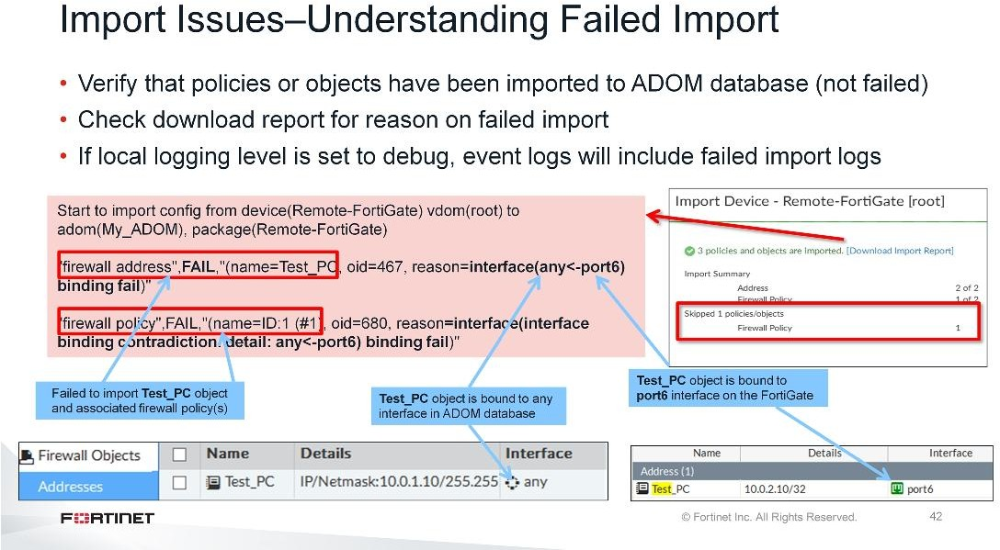 Import Issues–Understanding Failed Import
• Verify that policies or objects have been imported to ADOM database (not failed)
• Check download report for reason on failed import
• If local logging level is set to debug, event logs will include failed import logs
Start to import config from device(Remote-FortiGate) vdom(root) to
adom(My_ADOM), package(Remote-FortiGate)
"firewall address",FAIL,"(name=Test_PC, oid=467, reason=interface(any<-port6)
binding fail)"
"firewall policy",FAIL,"(name=ID:1 (#1), oid=680, reason=interface(interface
binding contradiction. detail: any<-port6) binding fail)"
Import Device - Remote-FortiGate [root]
3 policies and objects are imported. [Download Import Report]
Import Summary
Address 2 of 2
Firewall Policy 1 of 2
Skipped 1 policies/objects
Firewall Policy 1
Failed to import Test_PC object
and associated firewall policy(s)
Test_PC object is bound to any
interface in ADOM database
Test_PC object is bound to
port6 interface on the FortiGate
Firewall Objects
Addresses
Name Details Interface
Test_PC IP/Netmask:10.0.1.10/255.255 any
Name Details Interface
Address (1)
Test_PC 10.0.2.10/32 port6
FORTINET
© Fortinet Inc. All Rights Reserved. 42